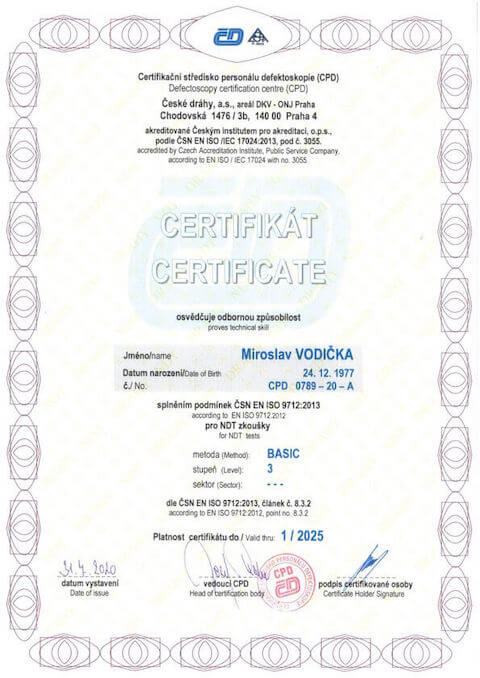 ČD
Certifikační středisko personálu defektoskopie (CPD)
Defectoscopy certification centre (CPD)
České dráhy, a.s., areál DKV - ONJ Praha
Chodovská 1476 / 3b, 140 00 Praha 4
akreditované Českým institutem pro akreditaci, o.p.s.,
podle ČSN EN ISO /IEC 17024:2013, pod č. 3055.
accredited by Czech Accreditation Institute, Public Service Company,
according to EN ISO / IEC 17024 with no. 3055.
CERTIFIKÁT
CERTIFICATE
osvědčuje odbornou způsobilost
proves technical skill
Jméno/name Miroslav VODIČKA
Datum narození/Date of Birth 24. 12. 1977
č./ No. CPD 0789 – 20 – A
splněním podmínek ČSN EN ISO 9712:2013
according to EN ISO 9712:2012
pro NDT zkoušky
for NDT tests
metoda (Method): BASIC
stupeň (Level): 3
sektor (Sector): - - -
dle ČSN EN ISO 9712:2013, článek č. 8.3.2
according to EN ISO 9712:2012, point no. 8.3.2
Platnost certifikátu do / Valid thru: 1 / 2025
31.7.2020
datum vystavení
Date of issue
vedoucí CPD
Head of certification body
CPD
ČD
podpis certifikované osoby
Certificate Holder Signature